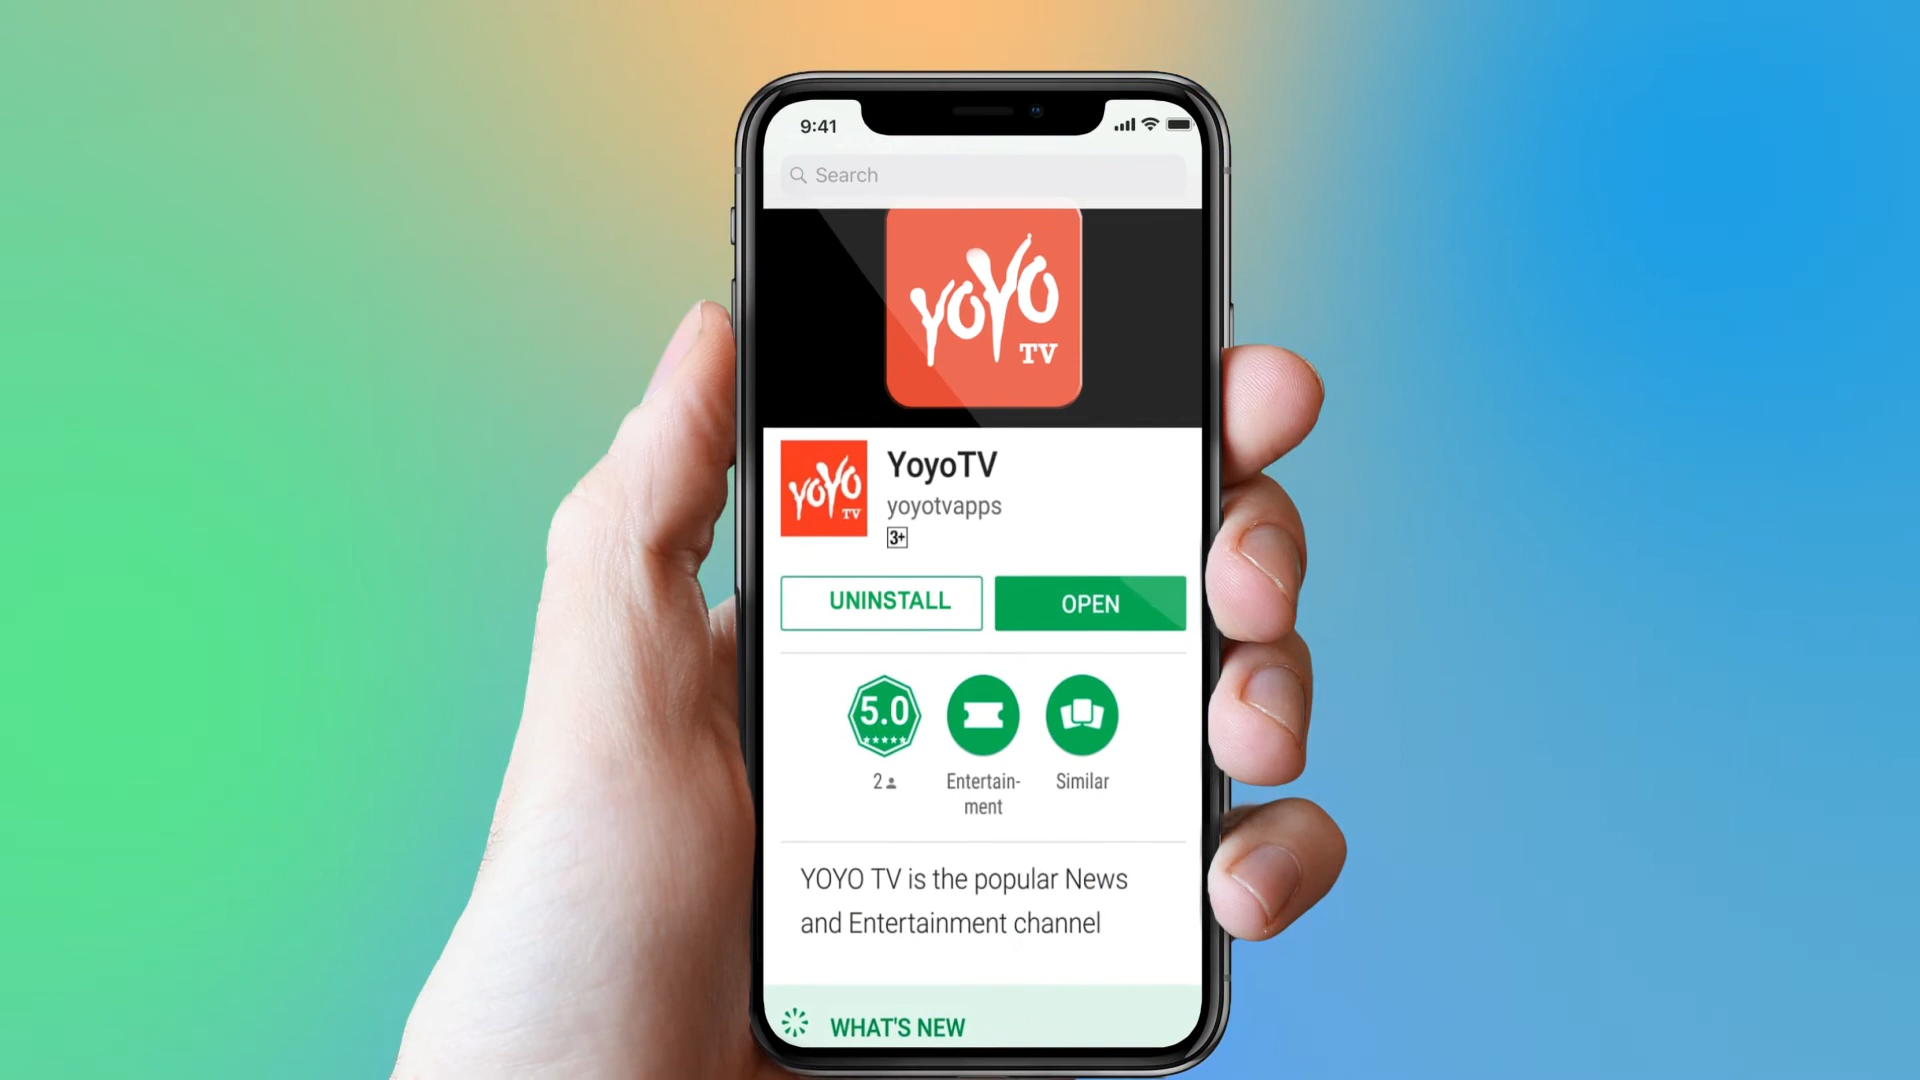 9:41
Search
YOYO
TV
YOYO
TV
YoyoTV
yoyotvapps
3+
UNINSTALL
OPEN
5.0
2
Entertain-
ment
Similar
YOYO TV is the popular News
and Entertainment channel
WHAT'S NEW